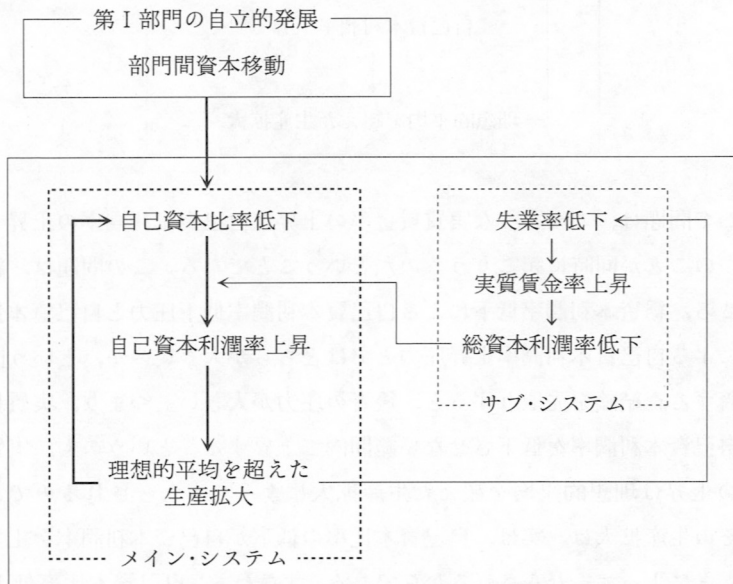 第Ⅰ部門の自立的発展
部門間資本移動
自己資本比率低下
自己資本利潤率上昇
理想的平均を超えた
生産拡大
メイン・システム
失業率低下
実質賃金率上昇
総資本利潤率低下
サブ・システム